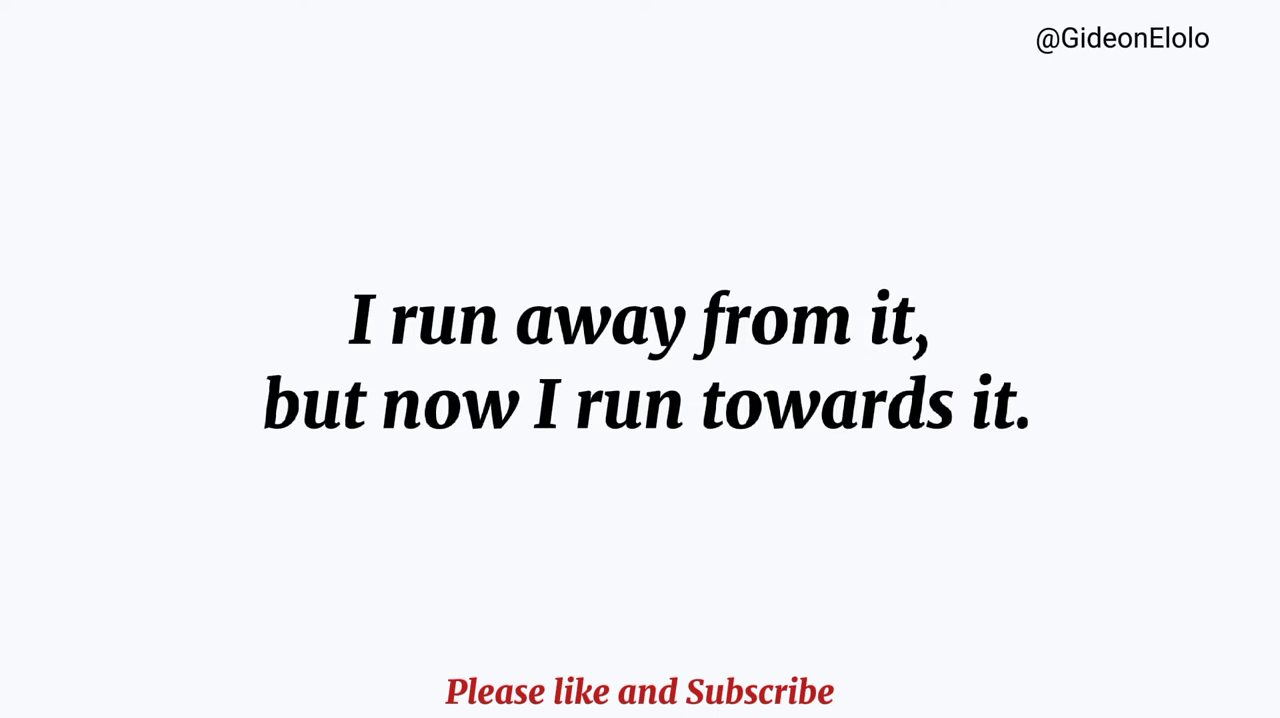 @GideonElolo
I run away from it,
but now I run towards it.
Please like and Subscribe